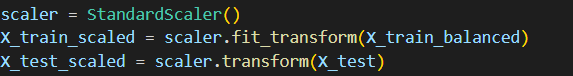 scaler = StandardScaler()
X_train_scaled = scaler.fit_transform(X_train_balanced)
X_test_scaled = scaler.transform(X_test)